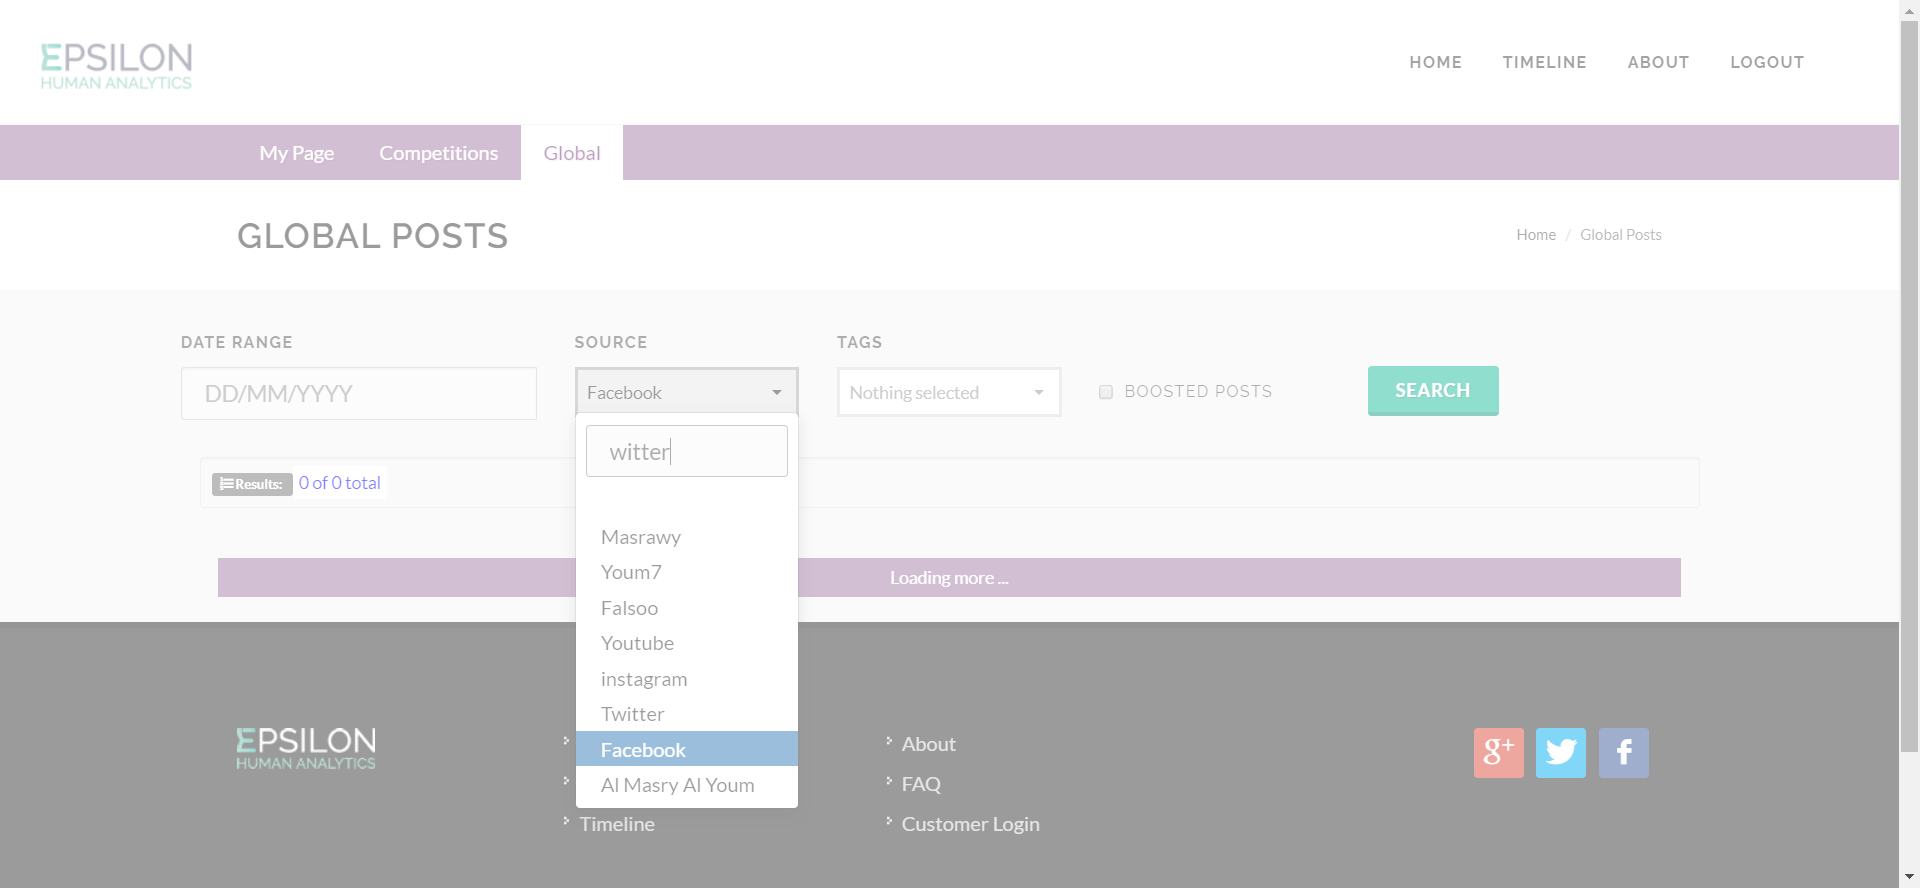 EPSILON
HUMAN ANALYTICS
HOME TIMELINE ABOUT LOGOUT
My Page Competitions Global
GLOBAL POSTS
Home / Global Posts
DATE RANGE SOURCE TAGS
DD/MM/YYYY Facebook Nothing selected BOOSTED POSTS SEARCH
witter
Results: 0 of 0 total
Masrawy
Youm7
Loading more ...
Falsoo
Youtube
instagram
Twitter
Facebook
Al Masry Al Youm
EPSILON
HUMAN ANALYTICS
Timeline
About
FAQ
Customer Login
g+ f